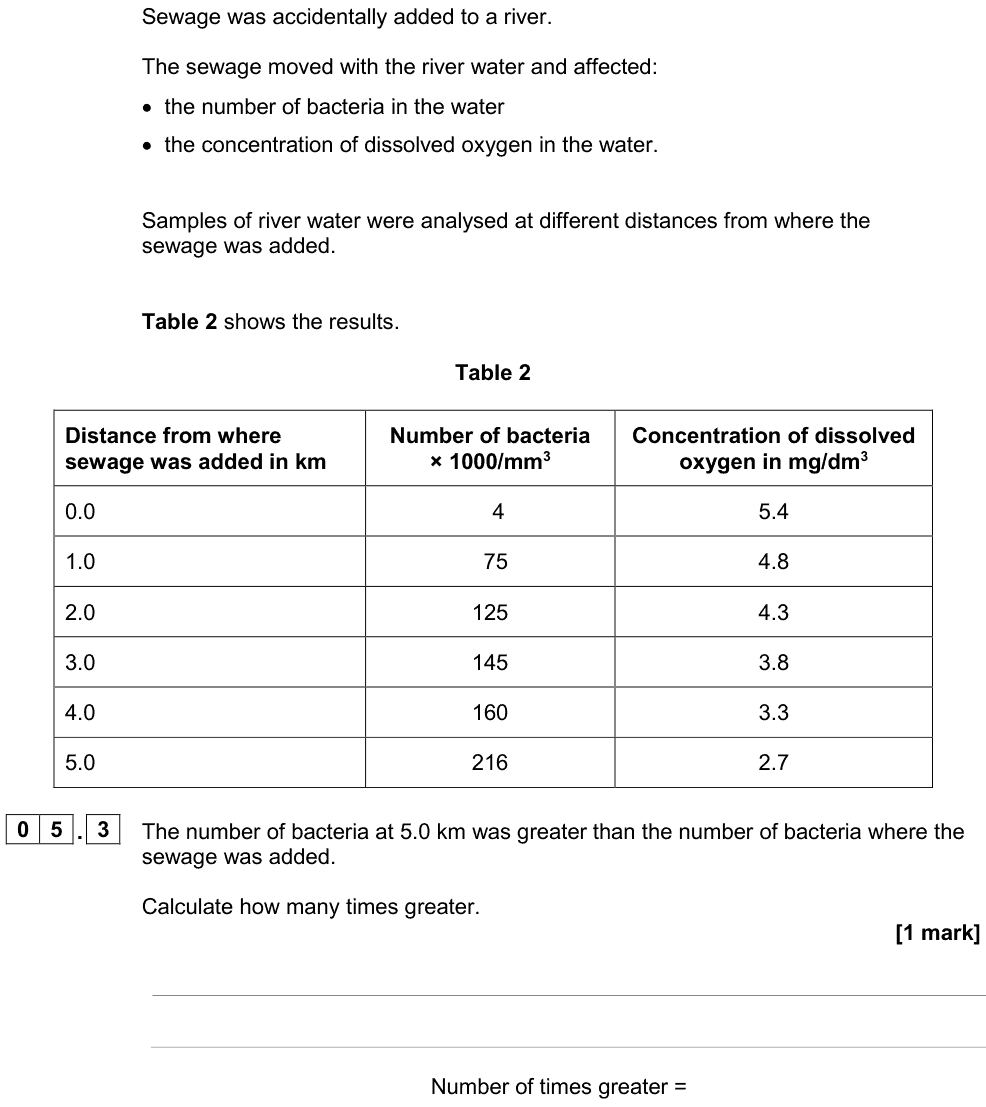 Sewage was accidentally added to a river.
The sewage moved with the river water and affected:
• the number of bacteria in the water
• the concentration of dissolved oxygen in the water.
Samples of river water were analysed at different distances from where the
sewage was added.
Table 2 shows the results.
Table 2
Distance from where sewage was added in km | Number of bacteria × 1000/mm³ | Concentration of dissolved oxygen in mg/dm³
0.0 | 4 | 5.4
1.0 | 75 | 4.8
2.0 | 125 | 4.3
3.0 | 145 | 3.8
4.0 | 160 | 3.3
5.0 | 216 | 2.7
0 5 . 3 The number of bacteria at 5.0 km was greater than the number of bacteria where the
sewage was added.
Calculate how many times greater.
[1 mark]
Number of times greater =